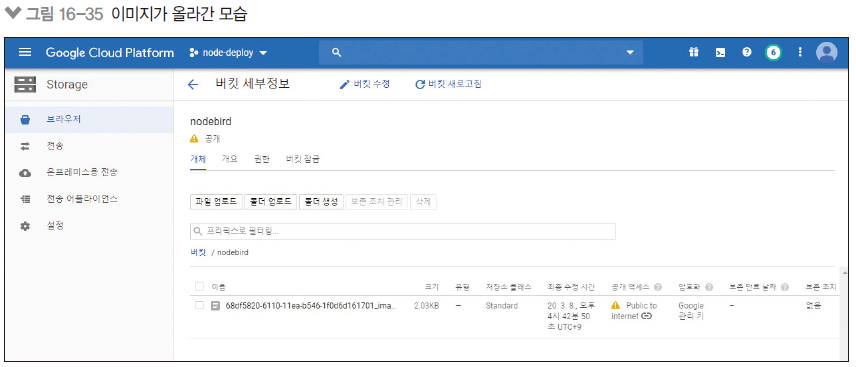 그림 16-35 이미지가 올라간 모습
Google Cloud Platform node-deploy 6
Storage 버킷 세부정보 버킷 수정 버킷 새로고침
브라우저
전송
온프레미스용 전송
전송 어플라이언스
설정
nodebird
공개
개체 개요 권한 버킷 잠금
파일 업로드 폴더 업로드 폴더 생성 보존 조치 관리 삭제
프리픽스로 필터링...
버킷 / nodebird
이름 크기 유형 저장소 클래스 최종 수정 시간 공개 액세스 암호화 보존 만료 날짜 보존 조치
68df5820-6110-11ea-b546-1f0d6d161701_ima... 2.03KB – Standard 20. 3. 8., 오후 Public to Google – 없음
4시 42분 50 internet 관리 키
초 UTC+9